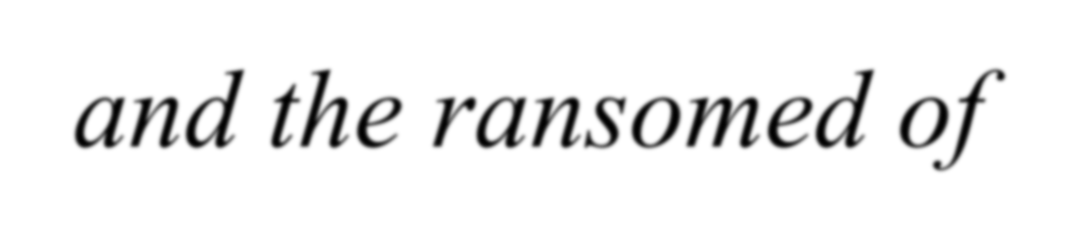 and the ransomed of